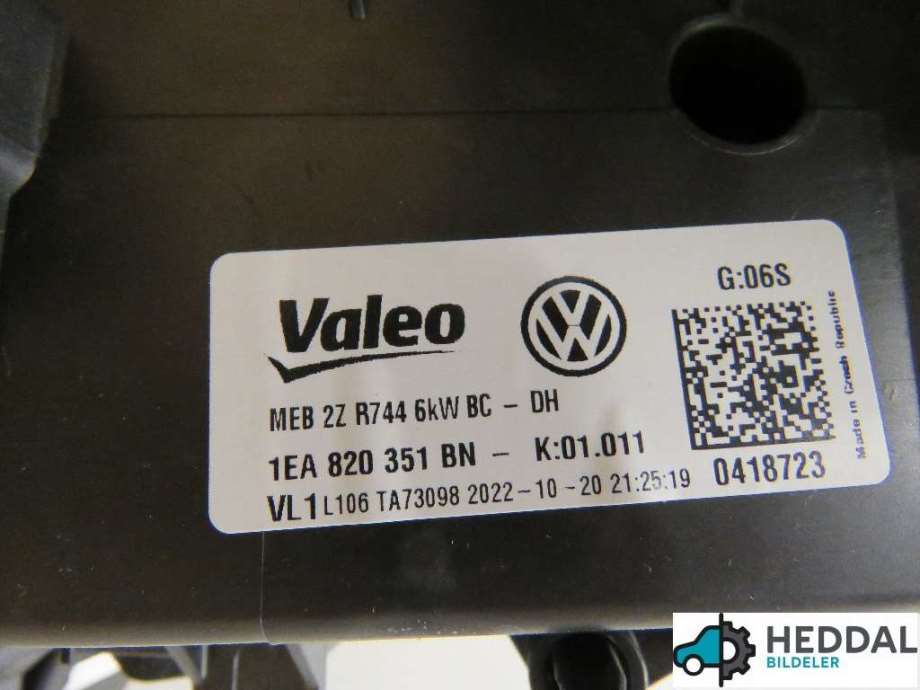 G:06S
Valeo
VW
Made in Czech Republic
MEB 2Z R744 6kW BC - DH
1EA 820 351 BN - K:01.011
0418723
VL1 L106 TA73098 2022-10-20 21:25:19
HEDDAL
BILDELER